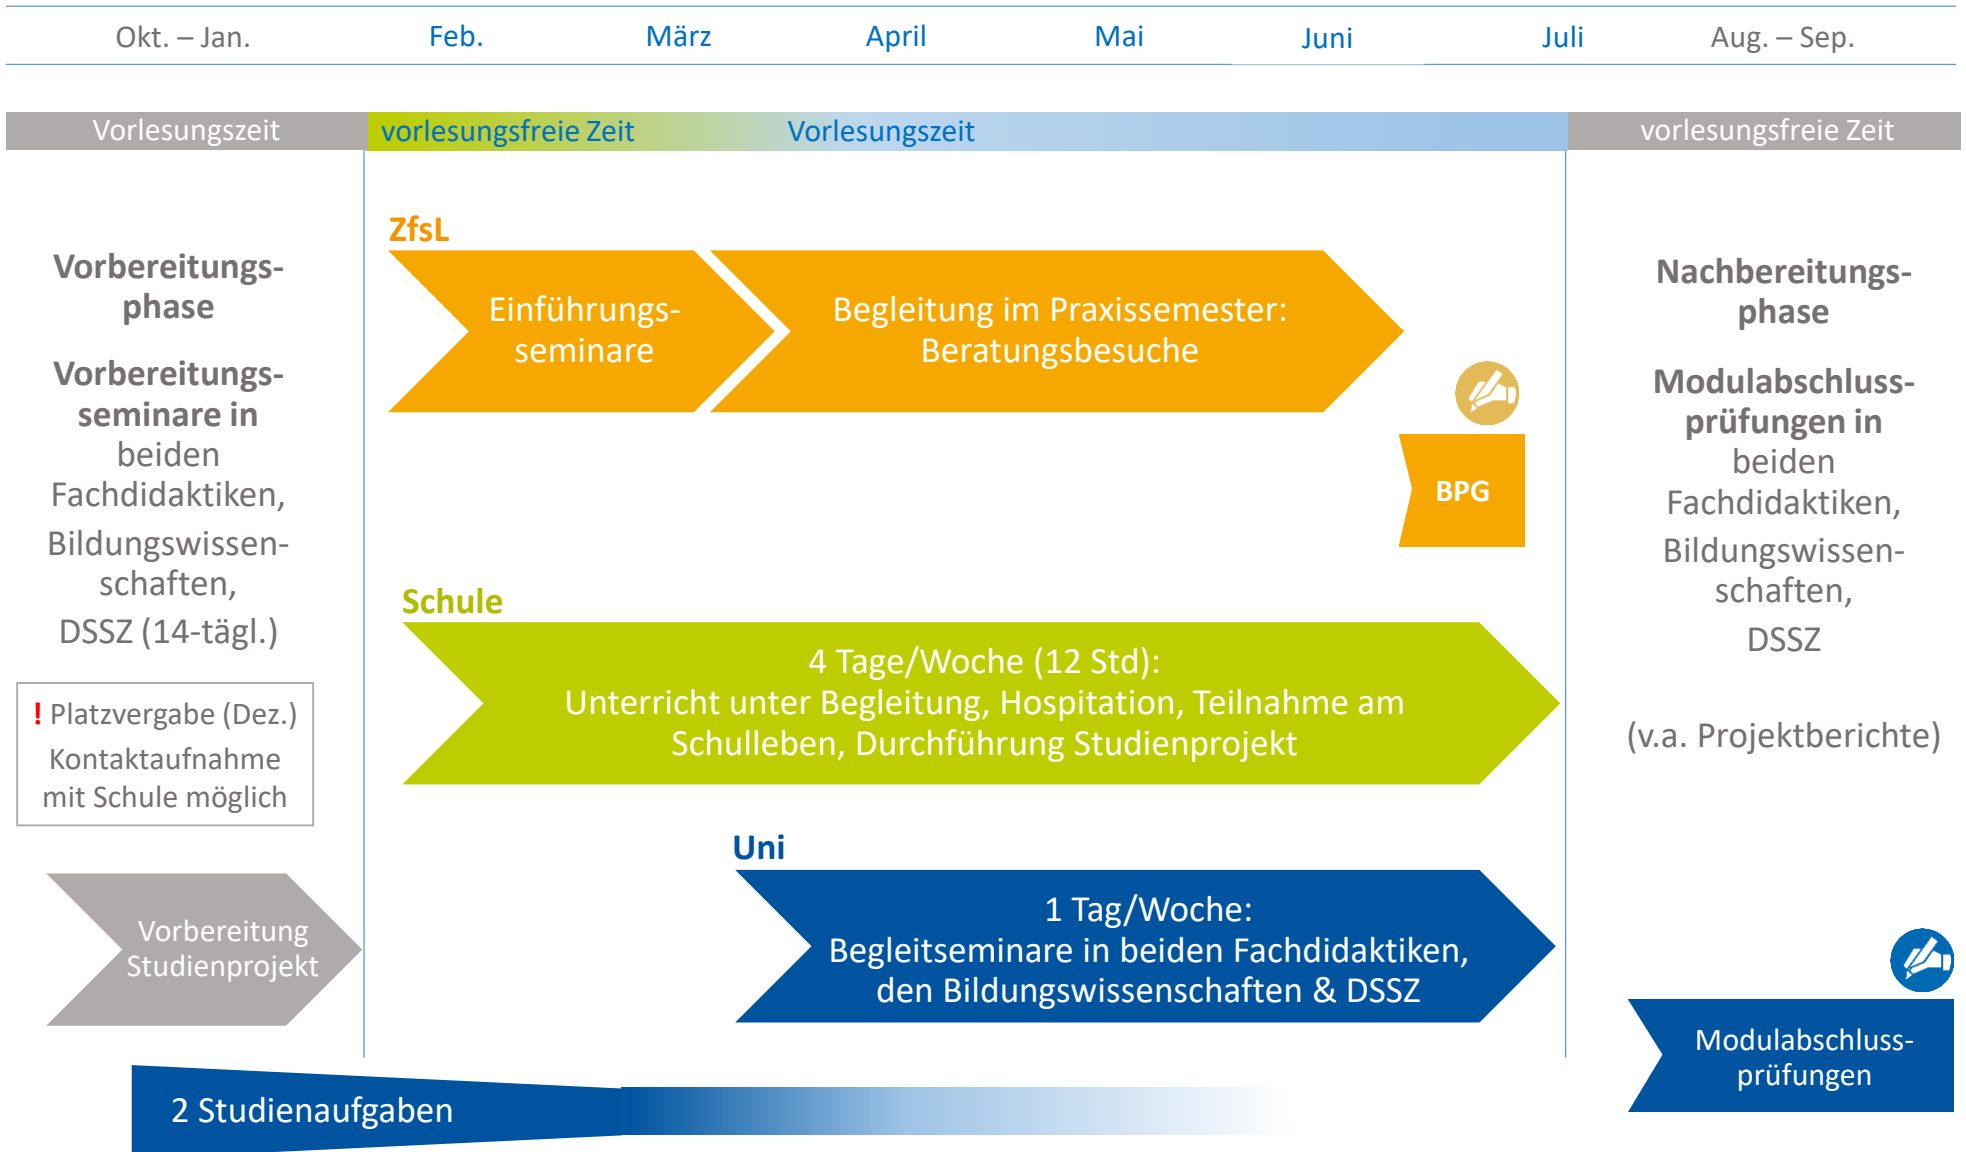 Okt. – Jan. Feb. März April Mai Juni Juli Aug. – Sep.
Vorlesungszeit vorlesungsfreie Zeit Vorlesungszeit vorlesungsfreie Zeit
Vorbereitungs-
phase
Vorbereitungs-
seminare in
beiden
Fachdidaktiken,
Bildungswissen-
schaften,
DSSZ (14-tägl.)
! Platzvergabe (Dez.)
Kontaktaufnahme
mit Schule möglich
Vorbereitung
Studienprojekt
2 Studienaufgaben
ZfsL
Einführungs-
seminare
Begleitung im Praxissemester:
Beratungsbesuche
BPG
Schule
4 Tage/Woche (12 Std):
Unterricht unter Begleitung, Hospitation, Teilnahme am
Schulleben, Durchführung Studienprojekt
Uni
1 Tag/Woche:
Begleitseminare in beiden Fachdidaktiken,
den Bildungswissenschaften & DSSZ
Nachbereitungs-
phase
Modulabschluss-
prüfungen in
beiden
Fachdidaktiken,
Bildungswissen-
schaften,
DSSZ
(v.a. Projektberichte)
Modulabschluss-
prüfungen